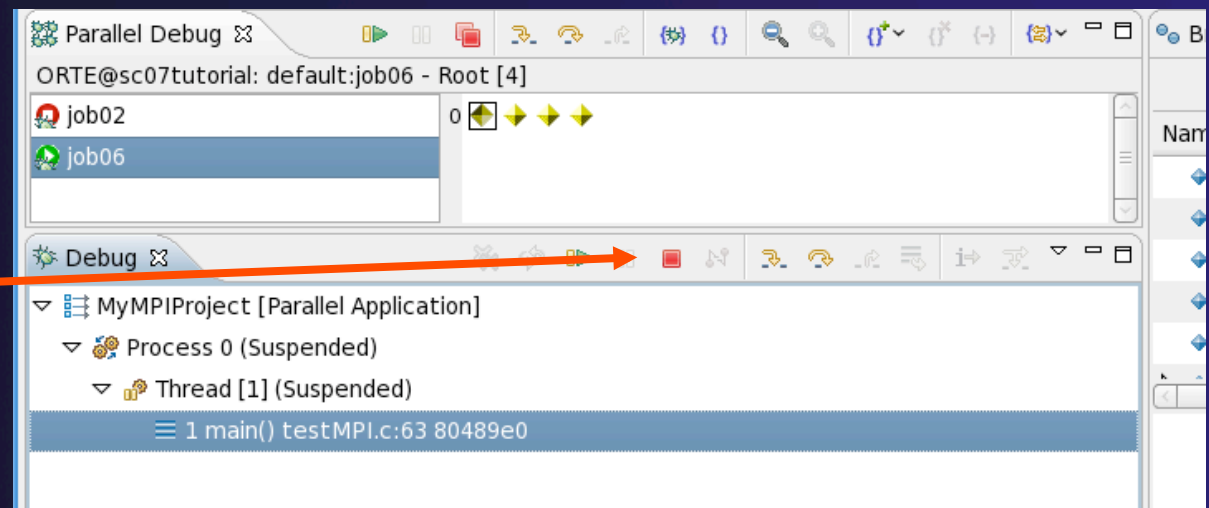 Parallel Debug
B
ORTE@sc07tutorial: default:job06 - Root [4]
job02
0
job06
Nam
Debug
MyMPIProject [Parallel Application]
Process 0 (Suspended)
Thread [1] (Suspended)
1 main() testMPI.c:63 80489e0